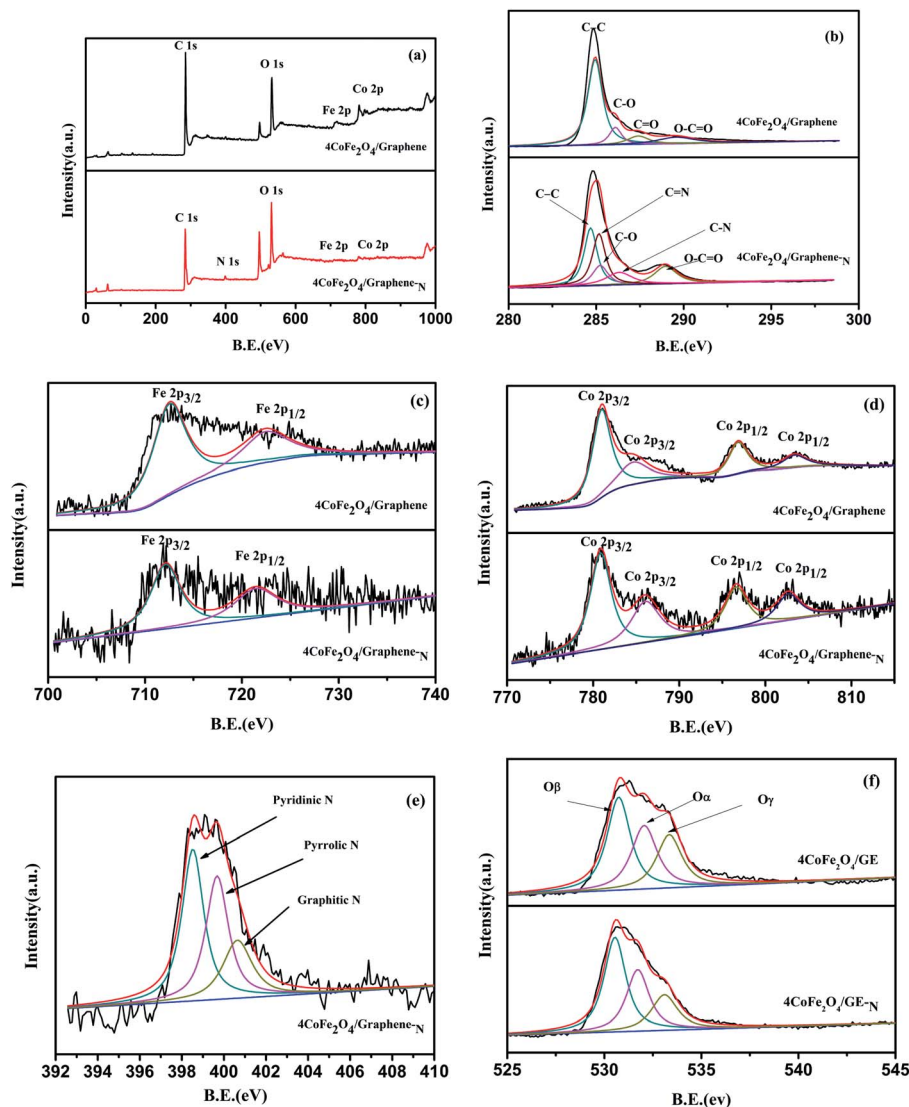 (a)
C 1s
O 1s
Co 2p
Fe 2p
4CoFe2O4/Graphene
O 1s
C 1s
N 1s
Fe 2p
Co 2p
4CoFe2O4/Graphene-N
Intensity(a.u.)
0 200 400 600 800 1000
B.E.(eV)
(b)
C–C
C-O
C=O
O-C=O
4CoFe2O4/Graphene
C=N
C–C
C-O
C-N
O-C=O
4CoFe2O4/Graphene-N
Intensity(a.u.)
280 285 290 295 300
B.E.(eV)
(c)
Fe 2p3/2
Fe 2p1/2
4CoFe2O4/Graphene
Fe 2p3/2
Fe 2p1/2
4CoFe2O4/Graphene-N
Intensity(a.u.)
700 710 720 730 740
B.E.(eV)
(d)
Co 2p3/2
Co 2p3/2
Co 2p1/2
Co 2p1/2
4CoFe2O4/Graphene
Co 2p3/2
Co 2p3/2
Co 2p1/2
Co 2p1/2
4CoFe2O4/Graphene-N
Intensity(a.u.)
770 780 790 800 810
B.E.(eV)
(e)
Pyridinic N
Pyrrolic N
Graphitic N
4CoFe2O4/Graphene-N
Intensity(a.u.)
392 394 396 398 400 402 404 406 408 410
B.E.(eV)
(f)
Oβ
Oα
Oγ
4CoFe2O4/GE
4CoFe2O4/GE-N
Intensity(a.u.)
525 530 535 540 545
B.E.(ev)